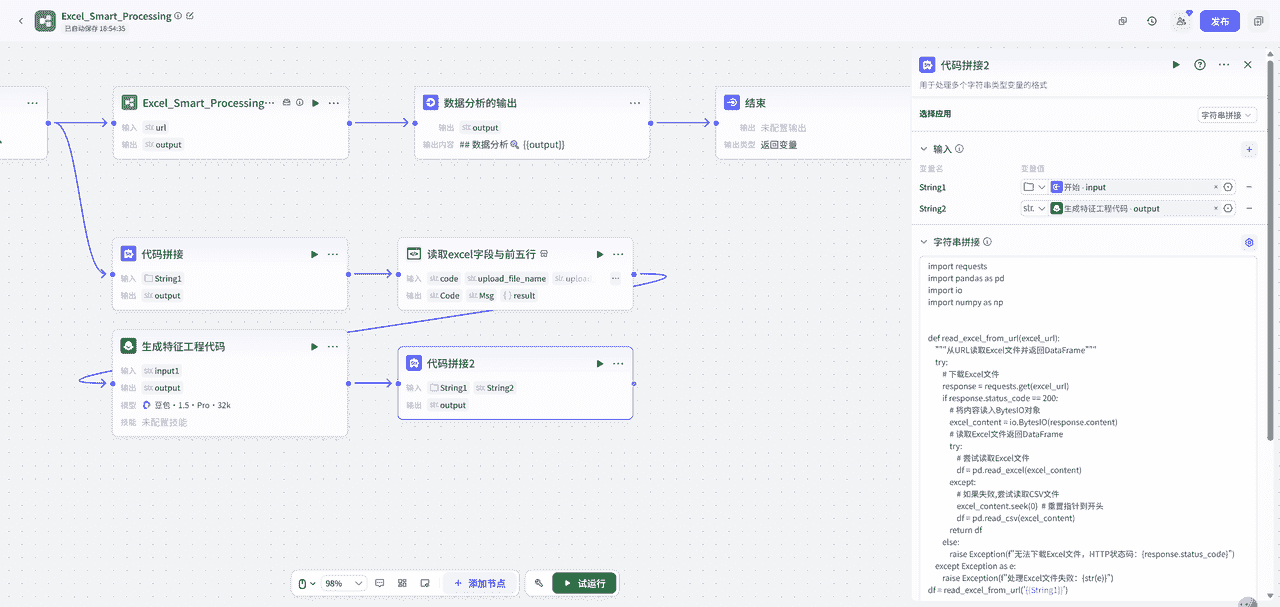 Excel_Smart_Processing
已自动保存 18:54:35
发布
Excel_Smart_Processing...
输入 str. url
输出 str. output
数据分析的输出
输出 str. output
输出内容 ## 数据分析 {{output}}
结束
输出 未配置输出
输出类型 返回变量
代码拼接
输入 String1
输出 str. output
读取excel字段与前五行
输入 str. code str. upload_file_name str. upload
输出 str. Code str. Msg { } result
生成特征工程代码
输入 str. input1
输出 str. output
模型 豆包·1.5·Pro·32k
技能 未配置技能
代码拼接2
输入 String1 str. String2
输出 str. output
98%
添加节点
试运行
代码拼接2
用于处理多个字符串类型变量的格式
选择应用
字符串拼接
输入
变量名 变量值
String1 开始 · input
String2 str. 生成特征工程代码 · output
字符串拼接
import requests
import pandas as pd
import io
import numpy as np
def read_excel_from_url(excel_url):
"""从URL读取Excel文件并返回DataFrame"""
try:
# 下载Excel文件
response = requests.get(excel_url)
if response.status_code == 200:
# 将内容读入BytesIO对象
excel_content = io.BytesIO(response.content)
# 读取Excel文件返回DataFrame
try:
# 尝试读取Excel文件
df = pd.read_excel(excel_content)
except:
# 如果失败,尝试读取CSV文件
excel_content.seek(0) # 重置指针到开头
df = pd.read_csv(excel_content)
return df
else:
raise Exception(f"无法下载Excel文件，HTTP状态码：{response.status_code}")
except Exception as e:
raise Exception(f"处理Excel文件失败：{str(e)}")
df = read_excel_from_url('{{String1}}')